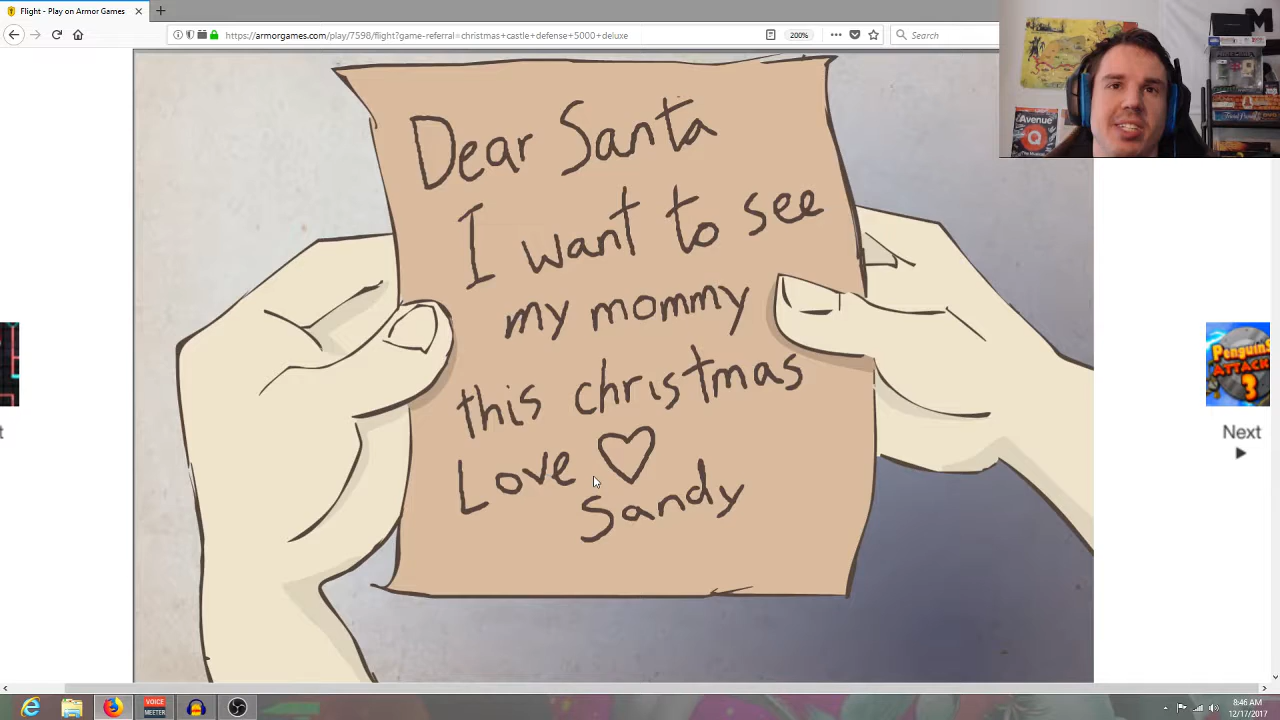 Flight - Play on Armor Games
https://armorgames.com/play/7598/flight?game-referral=christmas+castle+defense+5000+deluxe
200%
Search
Dear Santa
I want to see
my mommy
this christmas
Love
Sandy
Avenue
Q
M
Penguins
ATTACK
3
Next
VOICE
MEETER
8:46 AM
12/17/2017